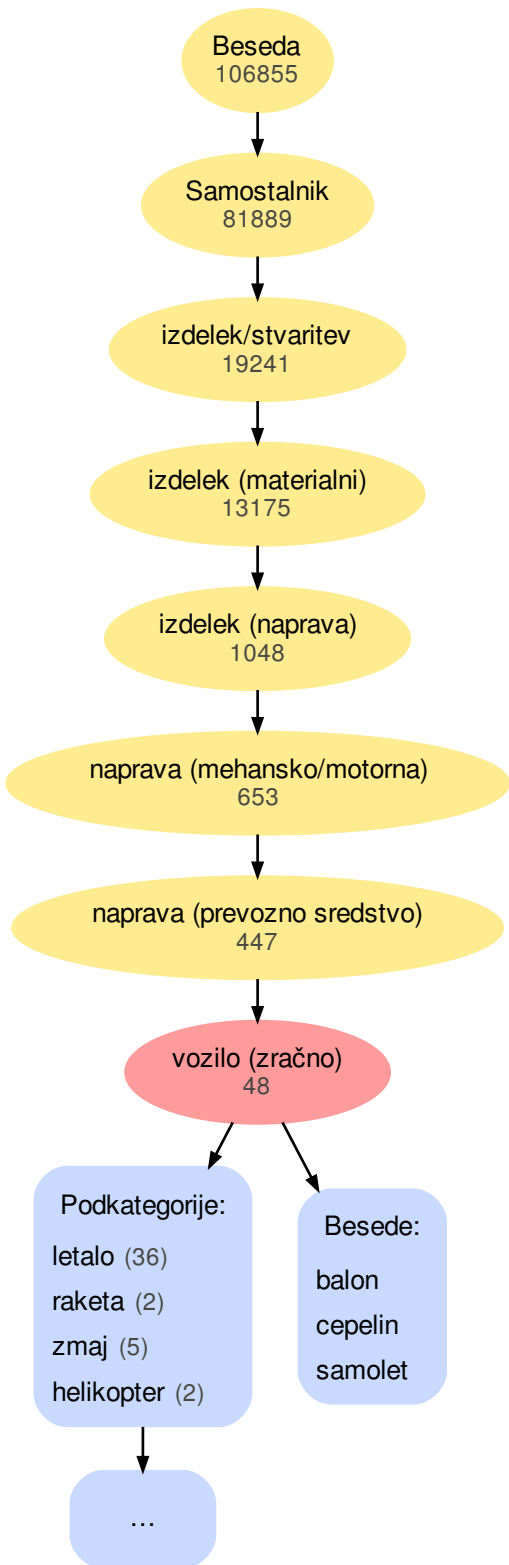 Beseda
106855
Samostalnik
81889
izdelek/stvaritev
19241
izdelek (materialni)
13175
izdelek (naprava)
1048
naprava (mehansko/motorna)
653
naprava (prevozno sredstvo)
447
vozilo (zračno)
48
Podkategorije:
letalo (36)
raketa (2)
zmaj (5)
helikopter (2)
Besede:
balon
cepelin
samolet
...